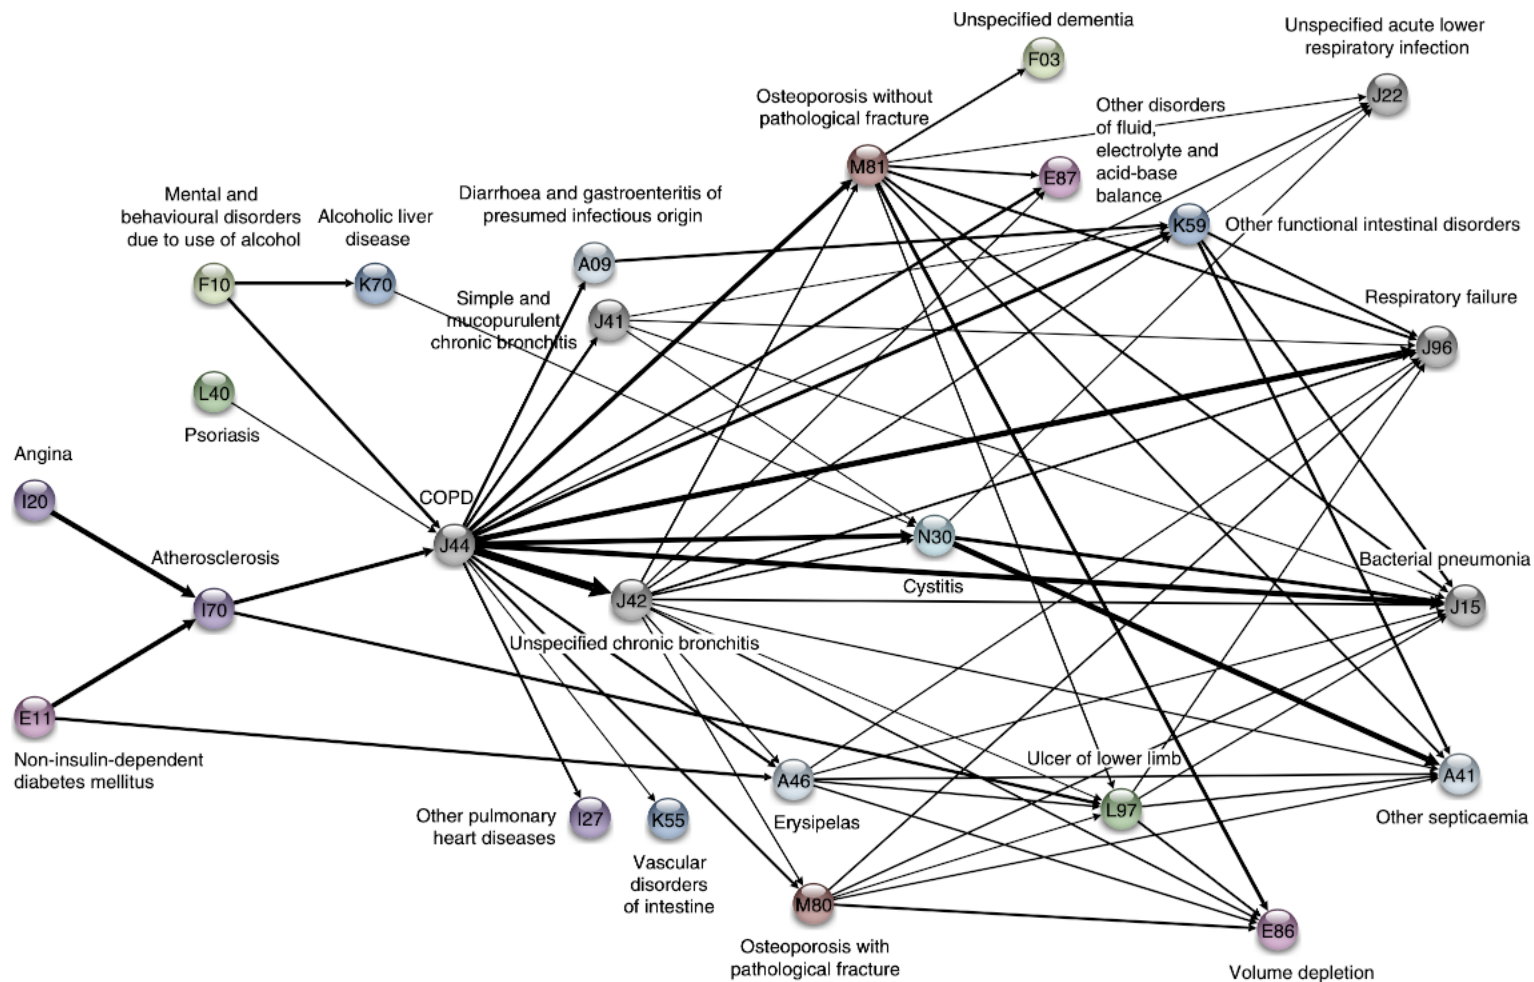 Unspecified dementia
F03
Unspecified acute lower
respiratory infection
J22
Osteoporosis without
pathological fracture
M81
Other disorders
of fluid,
electrolyte and
acid-base
balance
E87
Mental and
behavioural disorders
due to use of alcohol
F10
Alcoholic liver
disease
K70
Diarrhoea and gastroenteritis of
presumed infectious origin
A09
K59
Other functional intestinal disorders
Simple and
mucopurulent
chronic bronchitis
J41
Respiratory failure
J96
L40
Psoriasis
Angina
I20
COPD
J44
Atherosclerosis
I70
N30
Cystitis
Bacterial pneumonia
J15
J42
Unspecified chronic bronchitis
E11
Non-insulin-dependent
diabetes mellitus
A46
Erysipelas
Ulcer of lower limb
L97
A41
Other septicaemia
Other pulmonary
heart diseases
I27
K55
Vascular
disorders
of intestine
M80
Osteoporosis with
pathological fracture
E86
Volume depletion